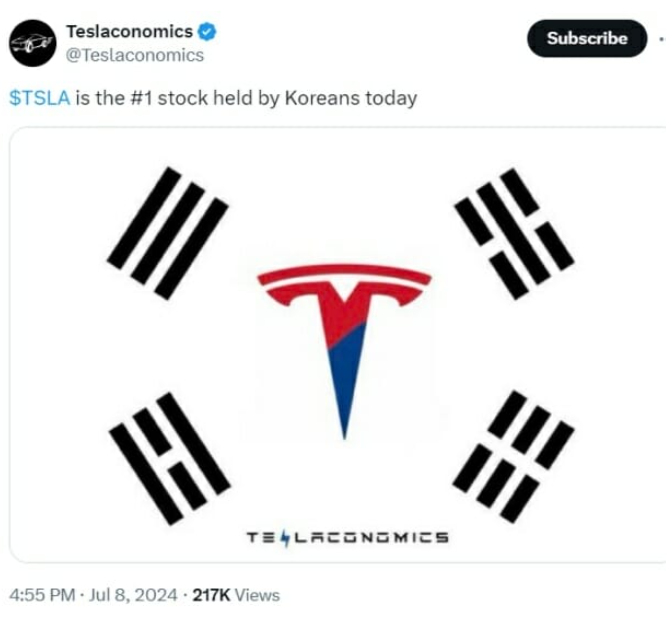 Teslaconomics
@Teslaconomics
Subscribe
$TSLA is the #1 stock held by Koreans today
TESLACONOMICS
4:55 PM · Jul 8, 2024 · 217K Views